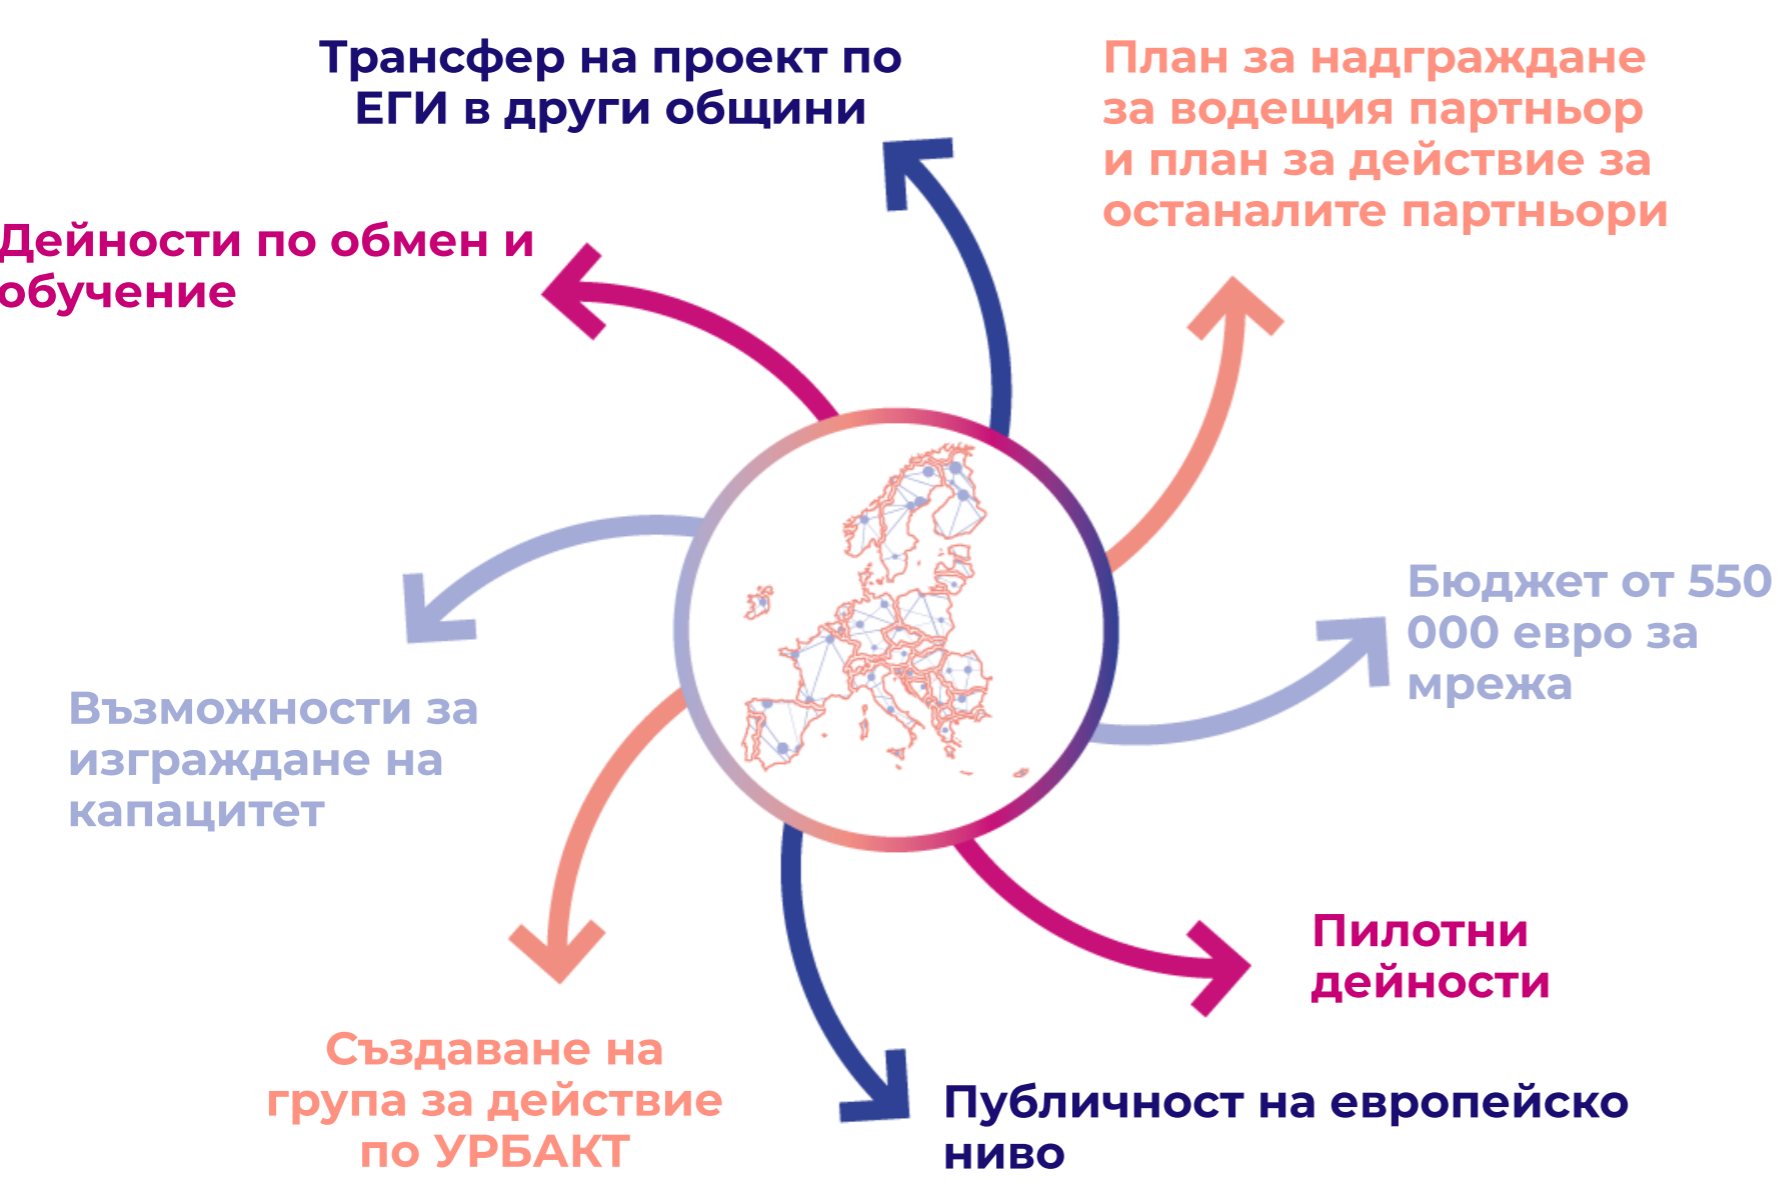 Трансфер на проект по
ЕГИ в други общини
План за надграждане
за водещия партньор
и план за действие за
останалите партньори
Дейности по обмен и
обучение
Бюджет от 550
000 евро за
мрежа
Възможности за
изграждане на
капацитет
Пилотни
дейности
Създаване на
група за действие
по УРБАКТ
Публичност на европейско
ниво